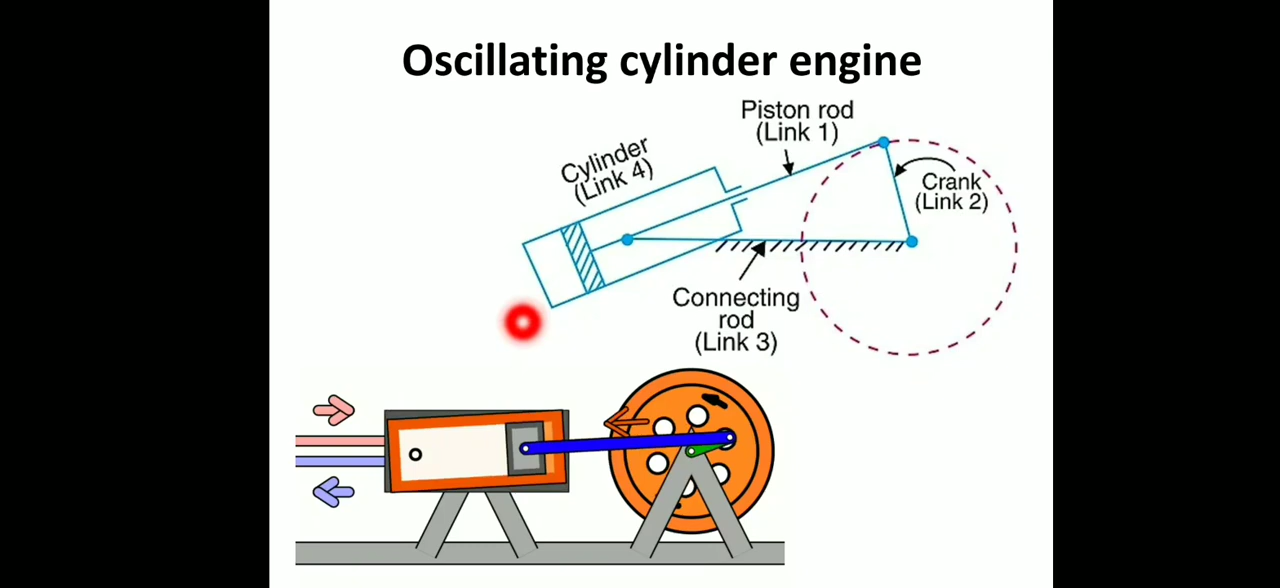 Oscillating cylinder engine
Piston rod
(Link 1)
Cylinder
(Link 4)
Crank
(Link 2)
Connecting
rod
(Link 3)